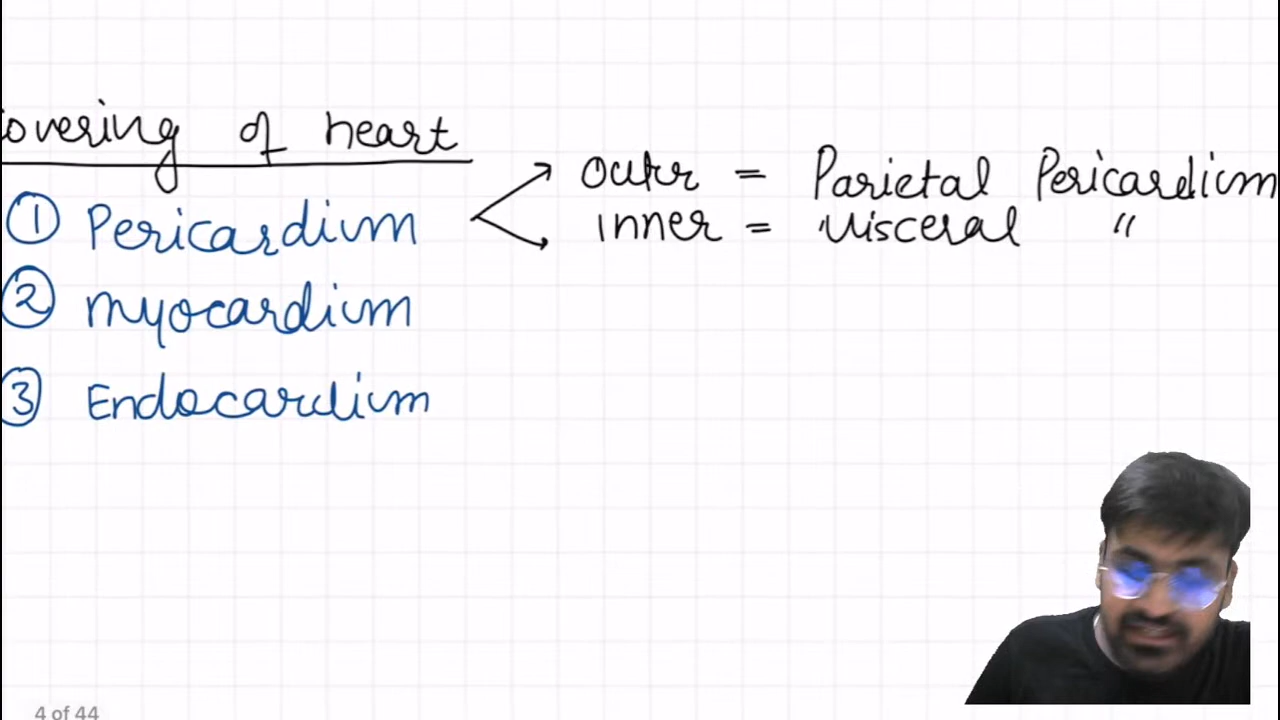 overing of heart
outer = Parietal Pericardium
① Pericardium
inner = Visceral "
② myocardium
③ Endocardium
4 of 44